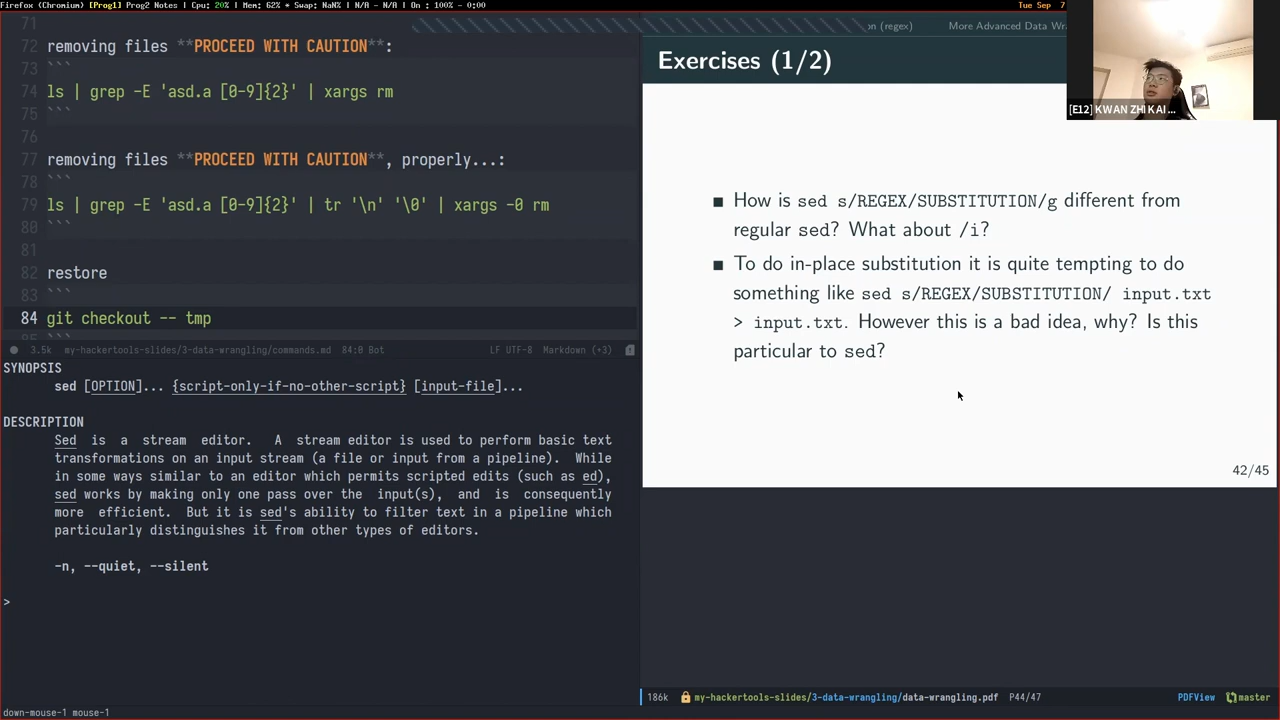 Firefox (Chromium) [Prog1] Prog2 Notes | Cpu: 20% | Mem: 62% * Swap: NaN% | N/A - N/A | On : 100% - 0:00
Tue Sep 7
71
72 removing files **PROCEED WITH CAUTION**:
73 ```
74 ls | grep -E 'asd.a [0-9]{2}' | xargs rm
75 ```
76
77 removing files **PROCEED WITH CAUTION**, properly...:
78 ```
79 ls | grep -E 'asd.a [0-9]{2}' | tr '\n' '\0' | xargs -0 rm
80 ```
81
82 restore
83 ```
84 git checkout -- tmp
85 ```
3.5k my-hackertools-slides/3-data-wrangling/commands.md 84:0 Bot LF UTF-8 Markdown (+3)
SYNOPSIS
sed [OPTION]... {script-only-if-no-other-script} [input-file]...
DESCRIPTION
Sed is a stream editor. A stream editor is used to perform basic text
transformations on an input stream (a file or input from a pipeline). While
in some ways similar to an editor which permits scripted edits (such as ed),
sed works by making only one pass over the input(s), and is consequently
more efficient. But it is sed's ability to filter text in a pipeline which
particularly distinguishes it from other types of editors.
-n, --quiet, --silent
>
down-mouse-1 mouse-1
on (regex) More Advanced Data Wr
Exercises (1/2)
[E12] KWAN ZHI KAI ...
■ How is sed s/REGEX/SUBSTITUTION/g different from
regular sed? What about /i?
■ To do in-place substitution it is quite tempting to do
something like sed s/REGEX/SUBSTITUTION/ input.txt
> input.txt. However this is a bad idea, why? Is this
particular to sed?
42/45
186k my-hackertools-slides/3-data-wrangling/data-wrangling.pdf P44/47 PDFView master